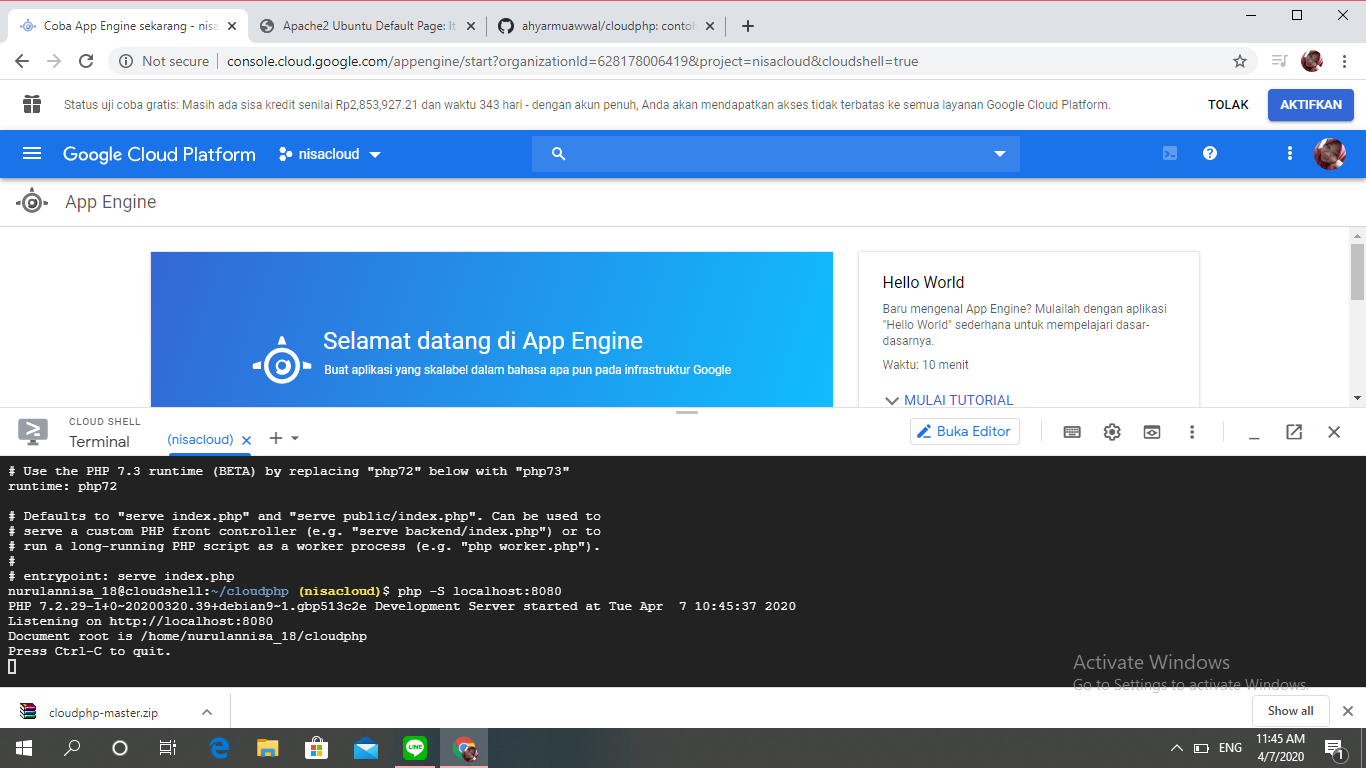 Coba App Engine sekarang - nisa
Apache2 Ubuntu Default Page: It
ahyarmuawwal/cloudphp: contoh
Not secure
console.cloud.google.com/appengine/start?organizationId=628178006419&project=nisacloud&cloudshell=true
Status uji coba gratis: Masih ada sisa kredit senilai Rp2,853,927.21 dan waktu 343 hari - dengan akun penuh, Anda akan mendapatkan akses tidak terbatas ke semua layanan Google Cloud Platform.
TOLAK
AKTIFKAN
Google Cloud Platform
nisacloud
App Engine
Selamat datang di App Engine
Buat aplikasi yang skalabel dalam bahasa apa pun pada infrastruktur Google
Hello World
Baru mengenal App Engine? Mulailah dengan aplikasi
"Hello World" sederhana untuk mempelajari dasar-
dasarnya.
Waktu: 10 menit
MULAI TUTORIAL
CLOUD SHELL
Terminal
(nisacloud)
Buka Editor
# Use the PHP 7.3 runtime (BETA) by replacing "php72" below with "php73"
runtime: php72
# Defaults to "serve index.php" and "serve public/index.php". Can be used to
# serve a custom PHP front controller (e.g. "serve backend/index.php") or to
# run a long-running PHP script as a worker process (e.g. "php worker.php").
#
# entrypoint: serve index.php
nurulannisa_18@cloudshell:~/cloudphp (nisacloud)$ php -S localhost:8080
PHP 7.2.29-1+0~20200320.39+debian9~1.gbp513c2e Development Server started at Tue Apr  7 10:45:37 2020
Listening on http://localhost:8080
Document root is /home/nurulannisa_18/cloudphp
Press Ctrl-C to quit.
Activate Windows
Go to Settings to activate Windows.
cloudphp-master.zip
Show all
LINE
ENG
11:45 AM
4/7/2020
1